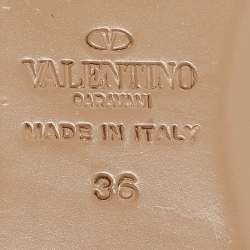 VALENTINO
GARAVANI
MADE IN ITALY
36